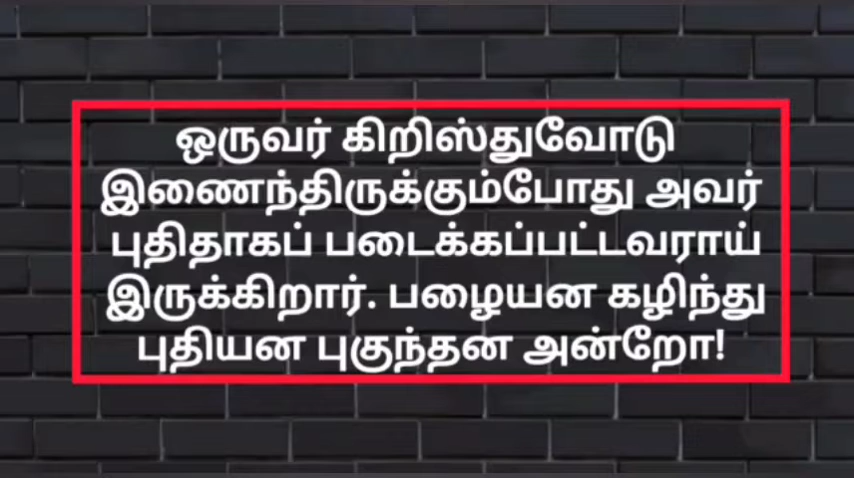 ஒருவர் கிறிஸ்துவோடு
இணைந்திருக்கும்போது அவர்
புதிதாகப் படைக்கப்பட்டவராய்
இருக்கிறார். பழையன கழிந்து
புதியன புகுந்தன அன்றோ!